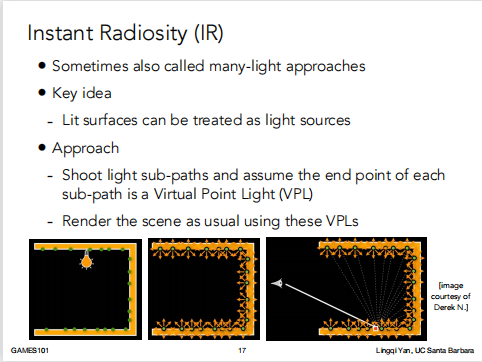 Instant Radiosity (IR)
● Sometimes also called many-light approaches
● Key idea
- Lit surfaces can be treated as light sources
● Approach
- Shoot light sub-paths and assume the end point of each
sub-path is a Virtual Point Light (VPL)
- Render the scene as usual using these VPLs
[image
courtesy of
Derek N.]
GAMES101
17
Lingqi Yan, UC Santa Barbara